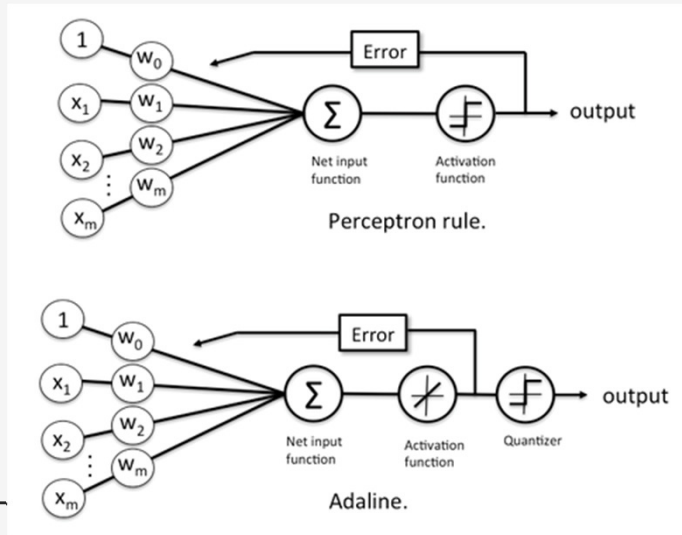 1
w0
Error
x1
w1
Σ
output
x2
w2
Net input
function
Activation
function
wm
xm
Perceptron rule.
1
w0
Error
x1
w1
Σ
output
x2
w2
Net input
function
Activation
function
Quantizer
wm
xm
Adaline.